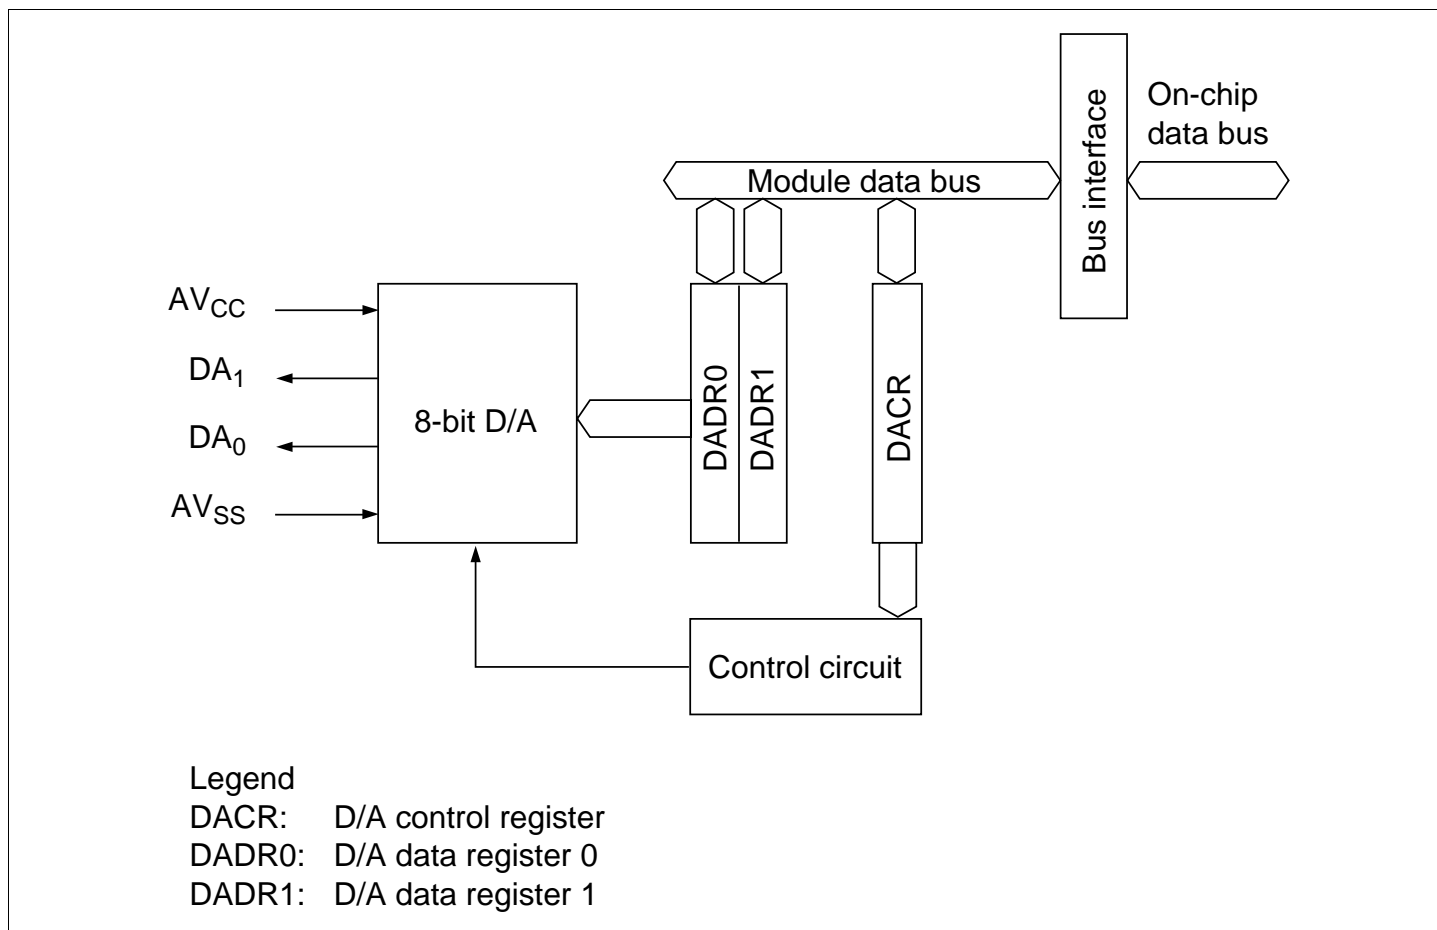 On-chip
data bus
Bus interface
Module data bus
AVCC
DA1
DA0
AVSS
8-bit D/A
DADR0
DADR1
DACR
Control circuit
Legend
DACR: D/A control register
DADR0: D/A data register 0
DADR1: D/A data register 1